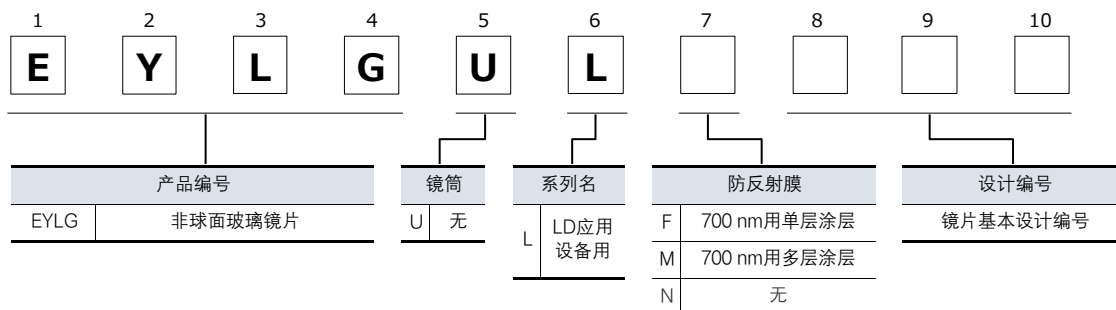 1 2 3 4 5 6 7 8 9 10
E Y L G U L
产品编号 镜筒 系列名 防反射膜 设计编号
EYLG 非球面玻璃镜片 U 无 L LD应用 F 700 nm用单层涂层 镜片基本设计编号
设备用 M 700 nm用多层涂层
N 无